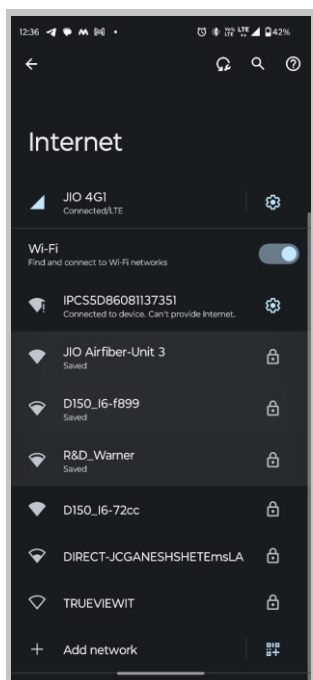 12:36 42%
Internet
JIO 4G1
Connected/LTE
Wi-Fi
Find and connect to Wi-Fi networks
IPCS5D86081137351
Connected to device. Can't provide Internet.
JIO Airfiber-Unit 3
Saved
D150_I6-f899
Saved
R&D_Warner
Saved
D150_I6-72cc
DIRECT-JCGANESHSHETEmsLA
TRUEVIEWIT
Add network